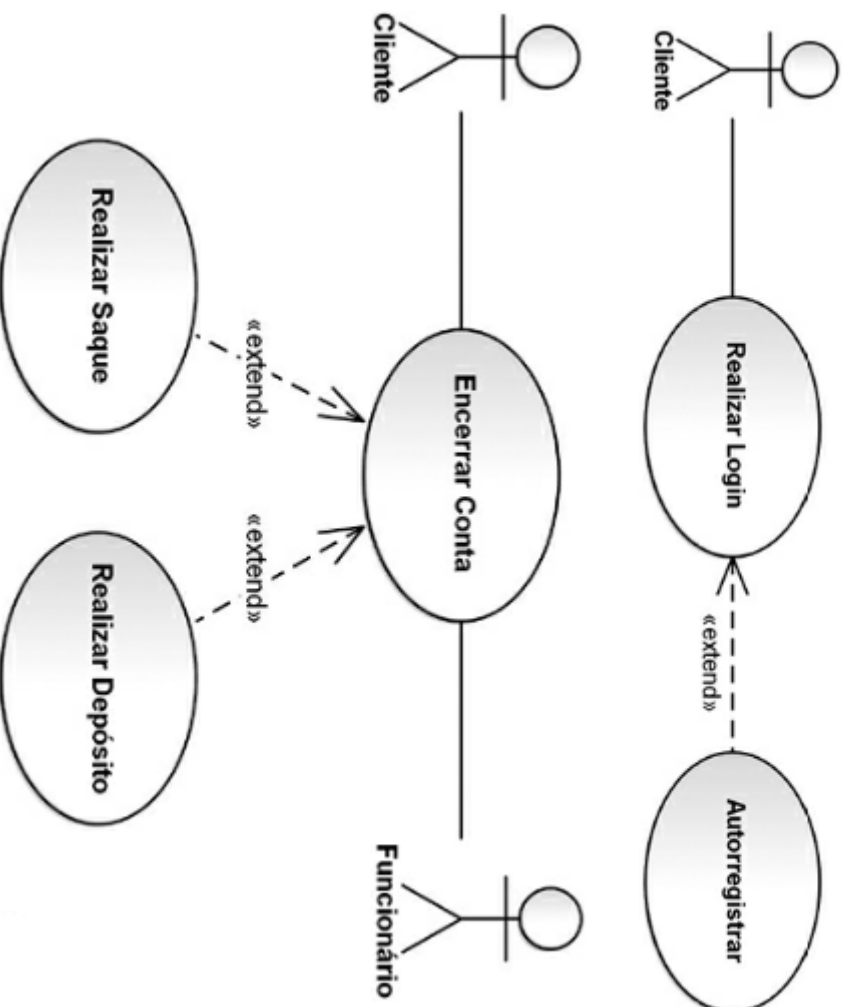 Cliente
Realizar Login
«extend»
Autorregistrar
Cliente
Encerrar Conta
Funcionário
«extend»
«extend»
Realizar Saque
Realizar Depósito